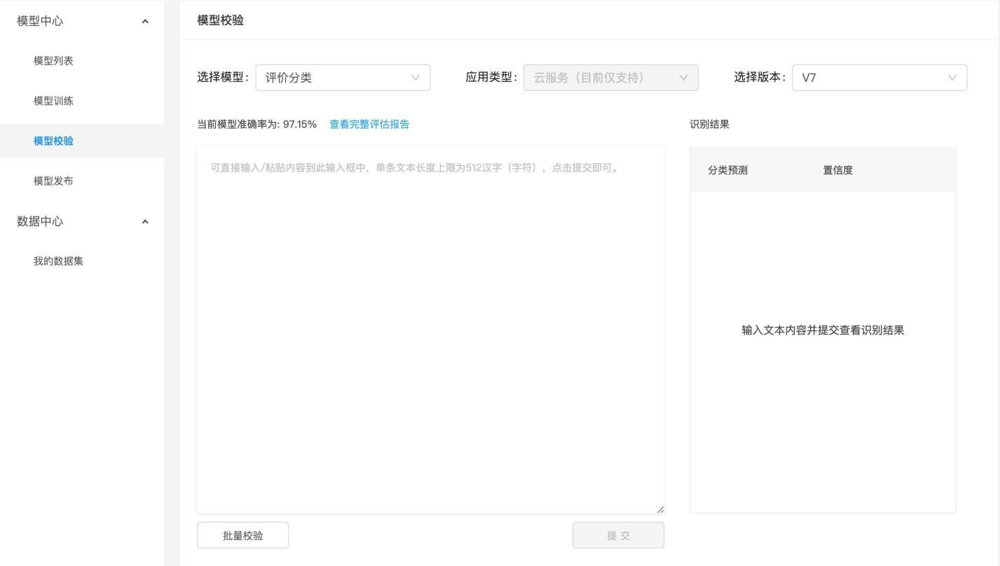 模型中心
模型列表
模型训练
模型校验
模型发布
数据中心
我的数据集
模型校验
选择模型: 评价分类 应用类型: 云服务（目前仅支持） 选择版本: V7
当前模型准确率为: 97.15% 查看完整评估报告
可直接输入/粘贴内容到此输入框中，单条文本长度上限为512汉字（字符），点击提交即可。
批量校验 提 交
识别结果
分类预测 置信度
输入文本内容并提交查看识别结果